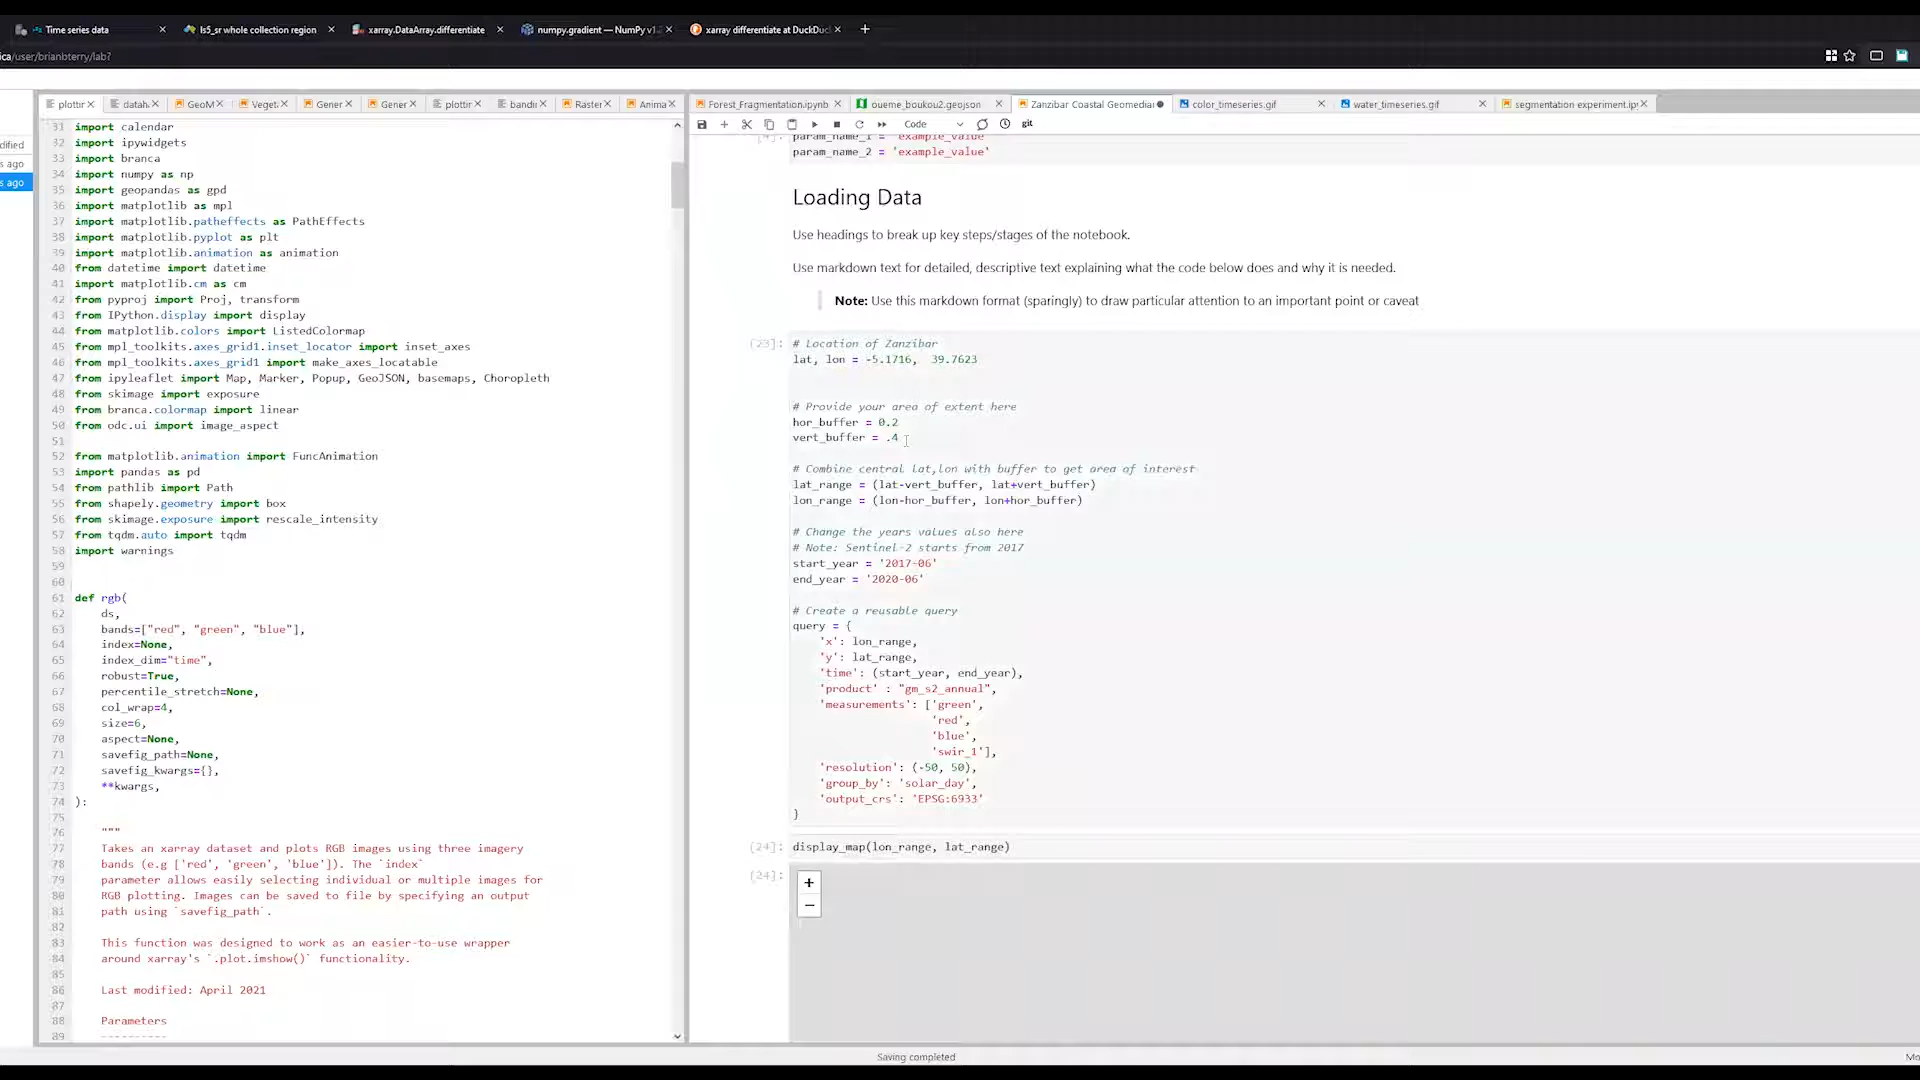 Time series data
ls5_sr whole collection region
xarray.DataArray.differentiate
numpy.gradient — NumPy v1.
xarray differentiate at DuckDuc
ica/user/brianbterry/lab?
plottir
datah.
GeoM
Veget.
Gener
Gener
plottir
bandir
Raster
Anima
dified
s ago
s ago
31 import calendar
32 import ipywidgets
33 import branca
34 import numpy as np
35 import geopandas as gpd
36 import matplotlib as mpl
37 import matplotlib.patheffects as PathEffects
38 import matplotlib.pyplot as plt
39 import matplotlib.animation as animation
40 from datetime import datetime
41 import matplotlib.cm as cm
42 from pyproj import Proj, transform
43 from IPython.display import display
44 from matplotlib.colors import ListedColormap
45 from mpl_toolkits.axes_grid1.inset_locator import inset_axes
46 from mpl_toolkits.axes_grid1 import make_axes_locatable
47 from ipyleaflet import Map, Marker, Popup, GeoJSON, basemaps, Choropleth
48 from skimage import exposure
49 from branca.colormap import linear
50 from odc.ui import image_aspect
51
52 from matplotlib.animation import FuncAnimation
53 import pandas as pd
54 from pathlib import Path
55 from shapely.geometry import box
56 from skimage.exposure import rescale_intensity
57 from tqdm.auto import tqdm
58 import warnings
59
60
61 def rgb(
62 ds,
63 bands=["red", "green", "blue"],
64 index=None,
65 index_dim="time",
66 robust=True,
67 percentile_stretch=None,
68 col_wrap=4,
69 size=6,
70 aspect=None,
71 savefig_path=None,
72 savefig_kwargs={},
73 **kwargs,
74 ):
75
76 """
77 Takes an xarray dataset and plots RGB images using three imagery
78 bands (e.g ['red', 'green', 'blue']). The `index`
79 parameter allows easily selecting individual or multiple images for
80 RGB plotting. Images can be saved to file by specifying an output
81 path using `savefig_path`.
82
83 This function was designed to work as an easier-to-use wrapper
84 around xarray's `.plot.imshow()` functionality.
85
86 Last modified: April 2021
87
88 Parameters
89 ----------
Forest_Fragmentation.ipynb
oueme_boukou2.geojson
Zanzibar Coastal Geomediar
color_timeseries.gif
water_timeseries.gif
segmentation experiment.ip
Code
git
param_name_1 = 'example_value'
param_name_2 = 'example_value'
Loading Data
Use headings to break up key steps/stages of the notebook.
Use markdown text for detailed, descriptive text explaining what the code below does and why it is needed.
Note: Use this markdown format (sparingly) to draw particular attention to an important point or caveat
[23]: # Location of Zanzibar
lat, lon = -5.1716, 39.7623
# Provide your area of extent here
hor_buffer = 0.2
vert_buffer = .4
# Combine central lat,lon with buffer to get area of interest
lat_range = (lat-vert_buffer, lat+vert_buffer)
lon_range = (lon-hor_buffer, lon+hor_buffer)
# Change the years values also here
# Note: Sentinel-2 starts from 2017
start_year = '2017-06'
end_year = '2020-06'
# Create a reusable query
query = {
'x': lon_range,
'y': lat_range,
'time': (start_year, end_year),
'product' : "gm_s2_annual",
'measurements': ['green',
'red',
'blue',
'swir_1'],
'resolution': (-50, 50),
'group_by': 'solar_day',
'output_crs': 'EPSG:6933'
}
[24]: display_map(lon_range, lat_range)
[24]:
+
−
Saving completed
Mo